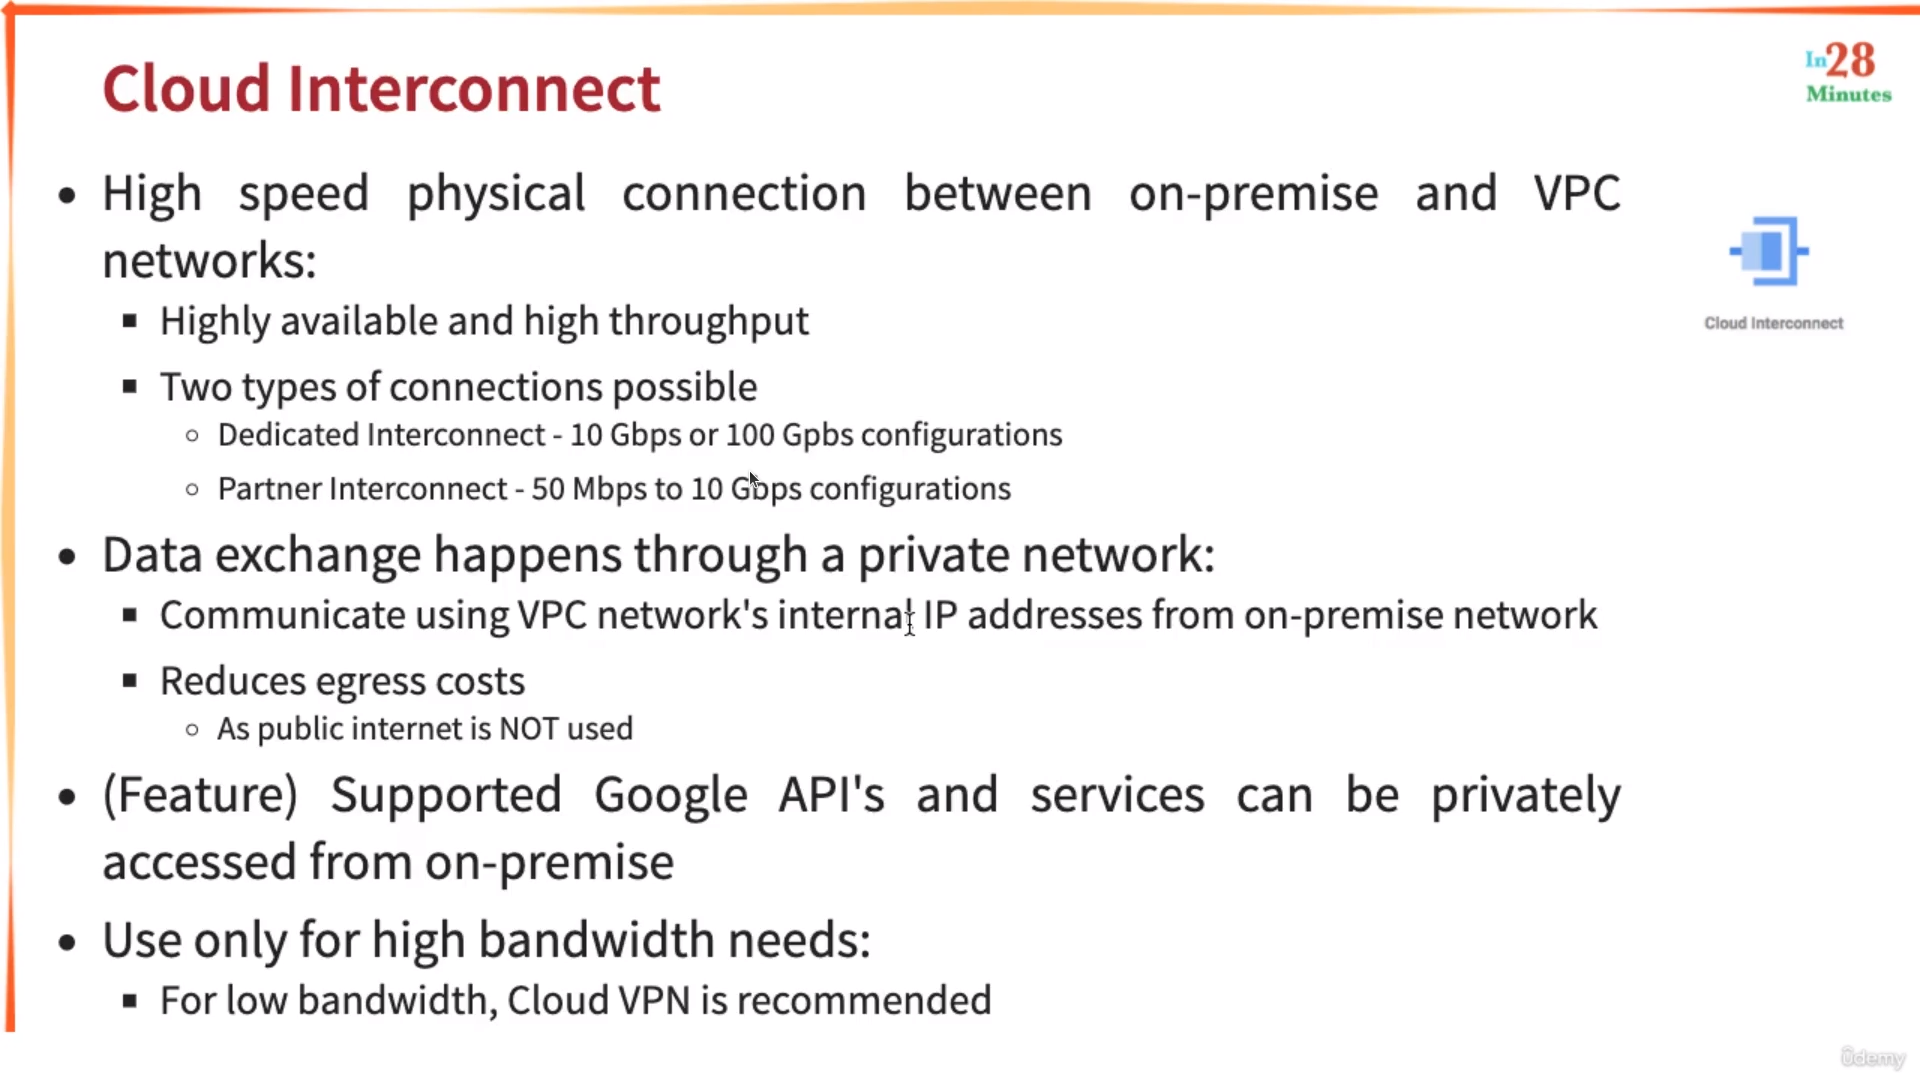 Cloud Interconnect
In28
Minutes
• High speed physical connection between on-premise and VPC
networks:
▪ Highly available and high throughput
▪ Two types of connections possible
○ Dedicated Interconnect - 10 Gbps or 100 Gpbs configurations
○ Partner Interconnect - 50 Mbps to 10 Gbps configurations
Cloud Interconnect
• Data exchange happens through a private network:
▪ Communicate using VPC network's internal IP addresses from on-premise network
▪ Reduces egress costs
○ As public internet is NOT used
• (Feature) Supported Google API's and services can be privately
accessed from on-premise
• Use only for high bandwidth needs:
▪ For low bandwidth, Cloud VPN is recommended
ûdemy